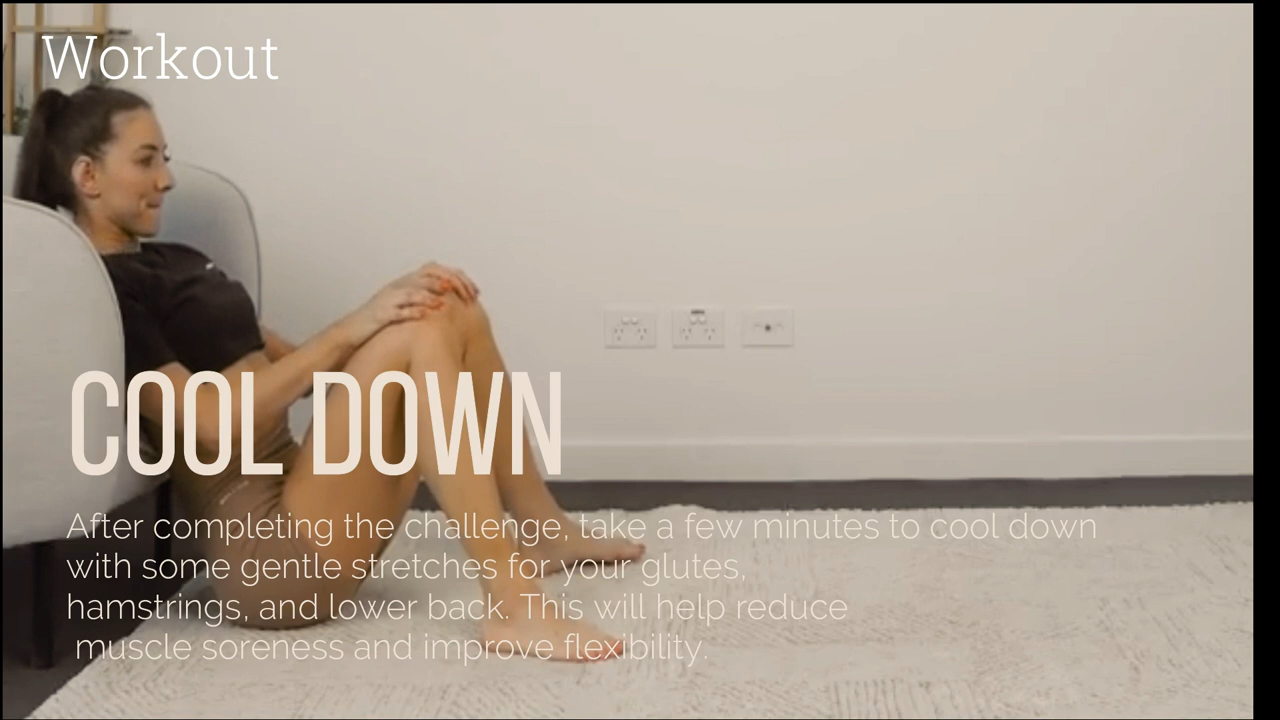 Workout
COOL DOWN
After completing the challenge, take a few minutes to cool down
with some gentle stretches for your glutes,
hamstrings, and lower back. This will help reduce
muscle soreness and improve flexibility.